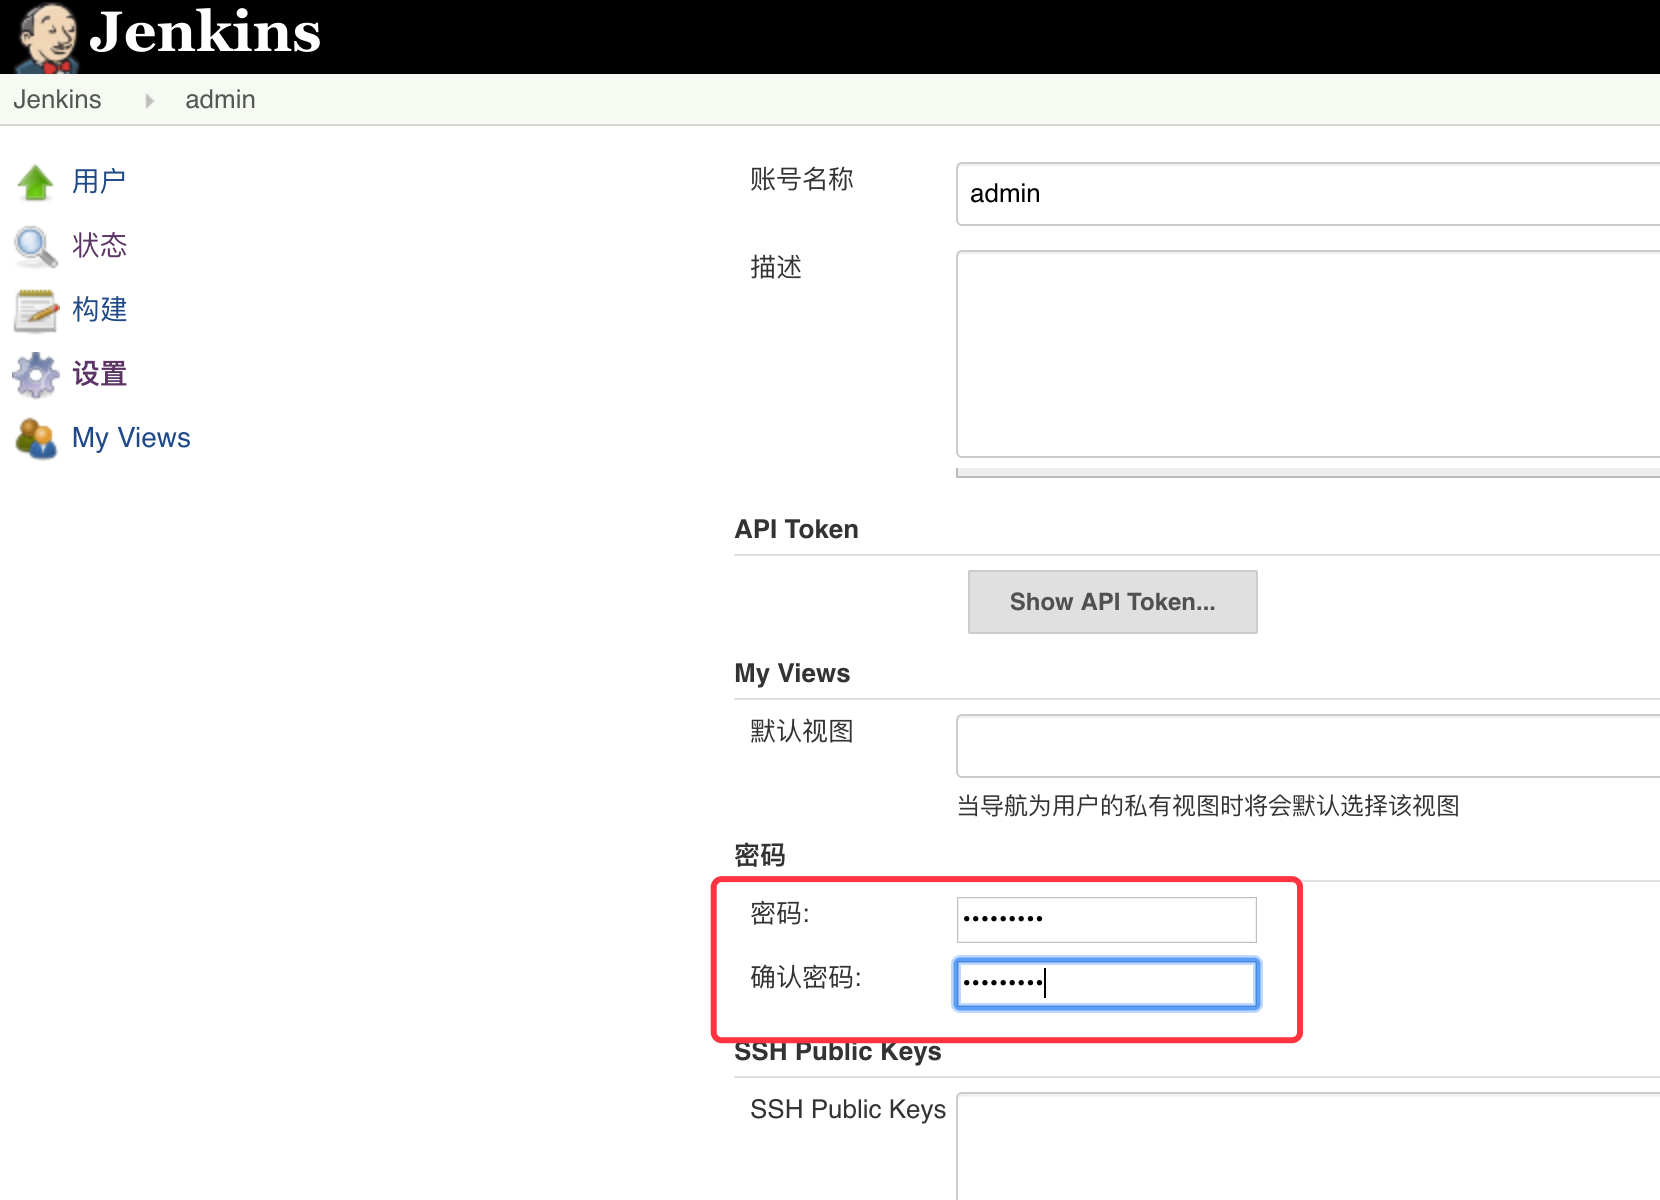 Jenkins
Jenkins admin
用户
状态
构建
设置
My Views
账号名称 admin
描述
API Token
Show API Token...
My Views
默认视图
当导航为用户的私有视图时将会默认选择该视图
密码
密码: •••••••••
确认密码: •••••••••
SSH Public Keys
SSH Public Keys